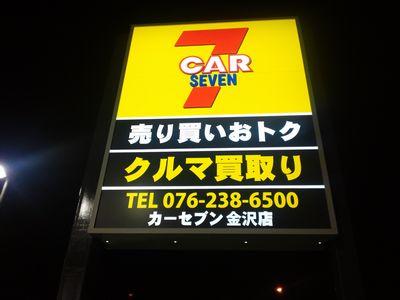 7
CAR
SEVEN
売り買いおトク
クルマ買取り
TEL 076-238-6500
カーセブン 金沢店